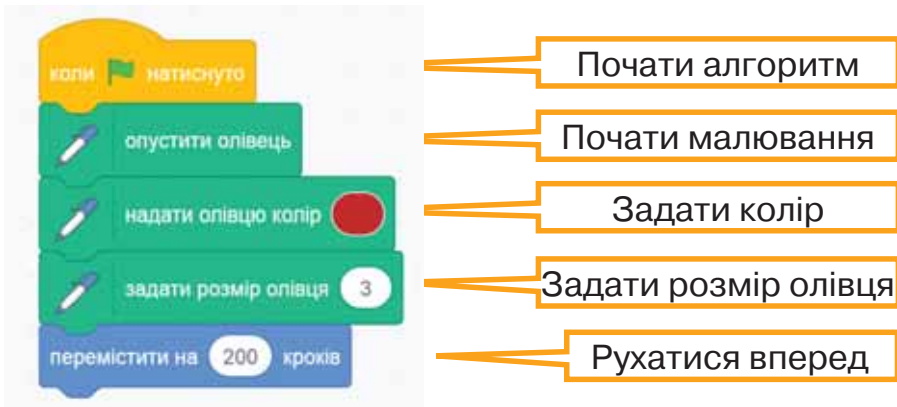 коли натиснуто
Почати алгоритм
опустити олівець
Почати малювання
надати олівцю колір
Задати колір
задати розмір олівця 3
Задати розмір олівця
перемістити на 200 кроків
Рухатися вперед